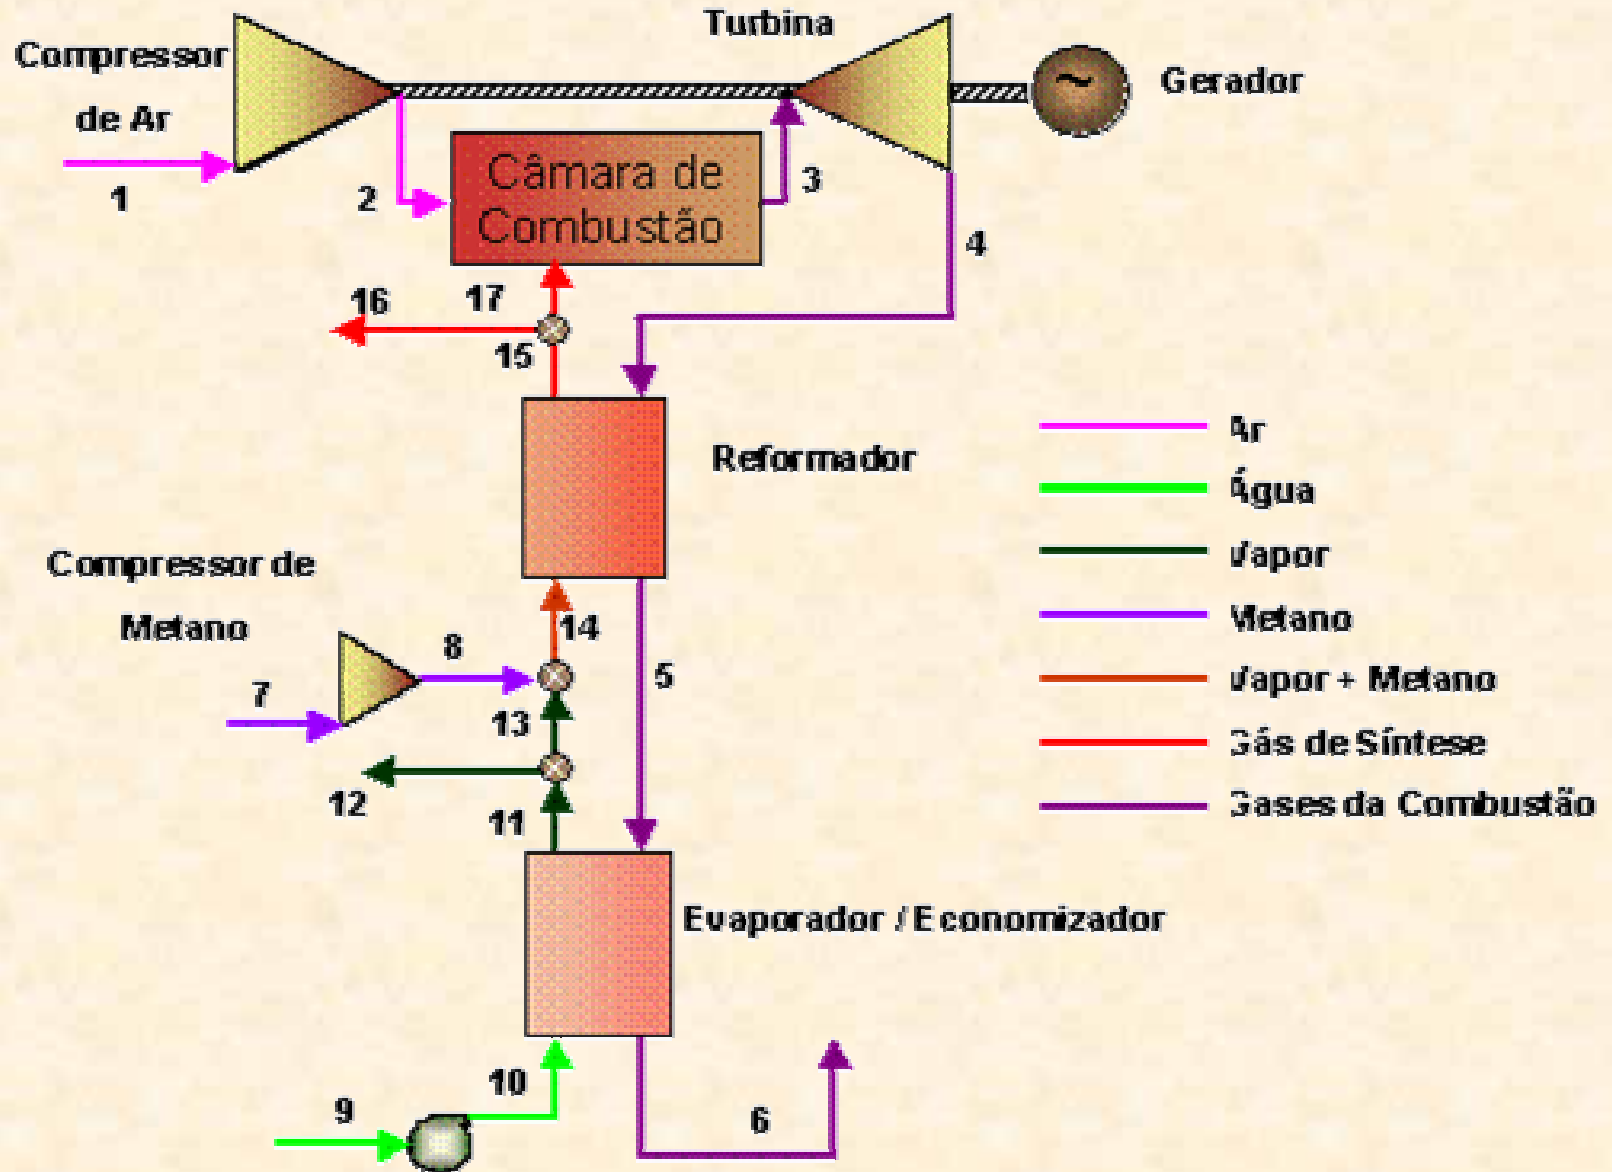 Turbina
Compressor
de Ar
Gerador
1
2
Câmara de
Combustão
3
4
16
17
15
Reformador
Ar
Água
Vapor
Metano
Vapor + Metano
Gás de Síntese
Gases da Combustão
Compressor de
Metano
14
8
7
5
13
12
11
Evaporador / Economizador
10
9
6